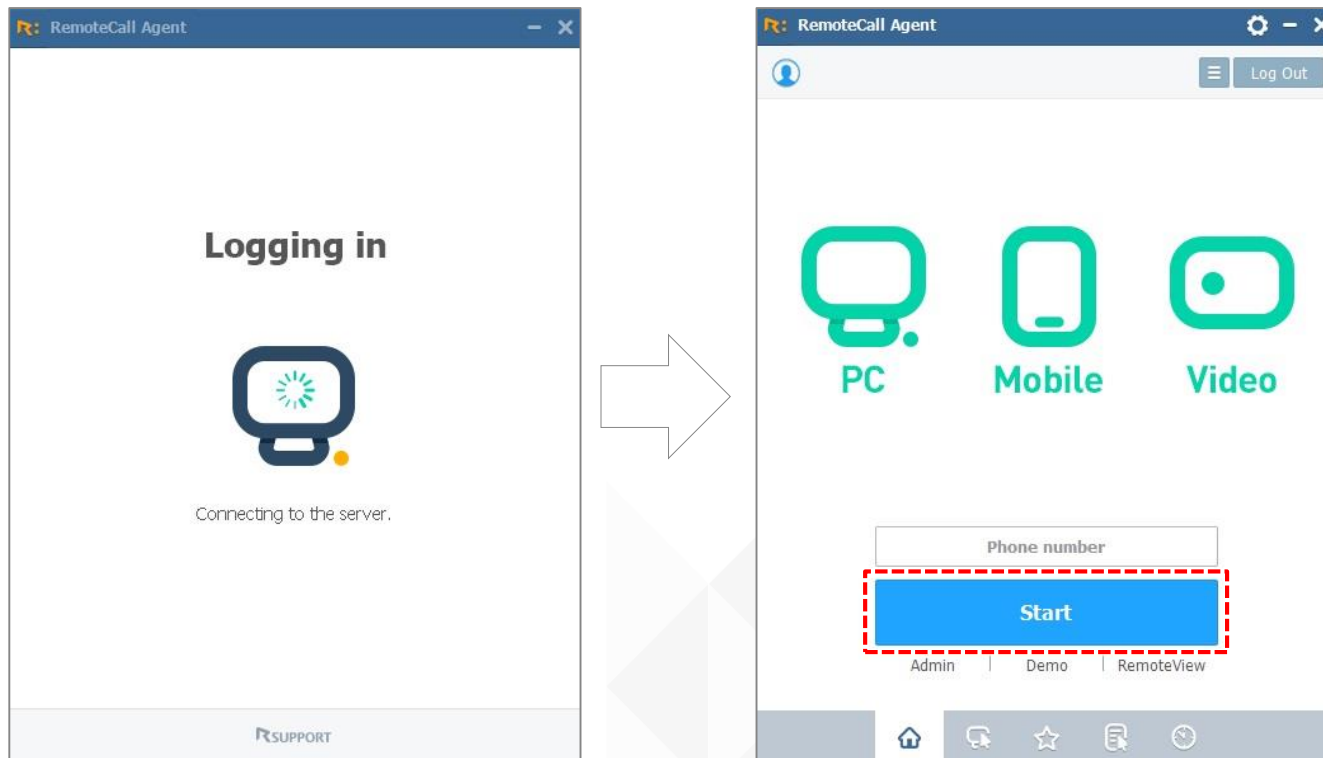 RemoteCall Agent
Logging in
Connecting to the server.
RSUPPORT
RemoteCall Agent
Log Out
PC Mobile Video
Phone number
Start
Admin | Demo | RemoteView